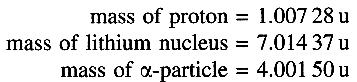 mass of proton = 1.007 28 u
mass of lithium nucleus = 7.014 37 u
mass of α-particle = 4.001 50 u